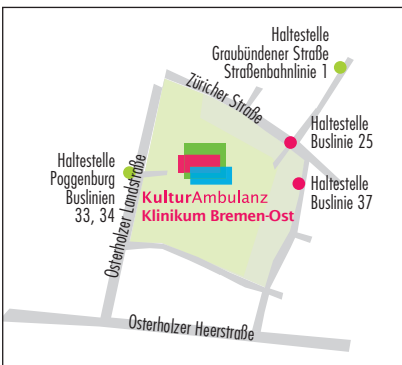 Haltestelle
Graubündener Straße
Straßenbahnlinie 1
Züricher Straße
Haltestelle
Buslinie 25
Haltestelle
Poggenburg
Buslinien
33, 34
Haltestelle
Buslinie 37
Osterholzer Landstraße
KulturAmbulanz
Klinikum Bremen-Ost
Osterholzer Heerstraße